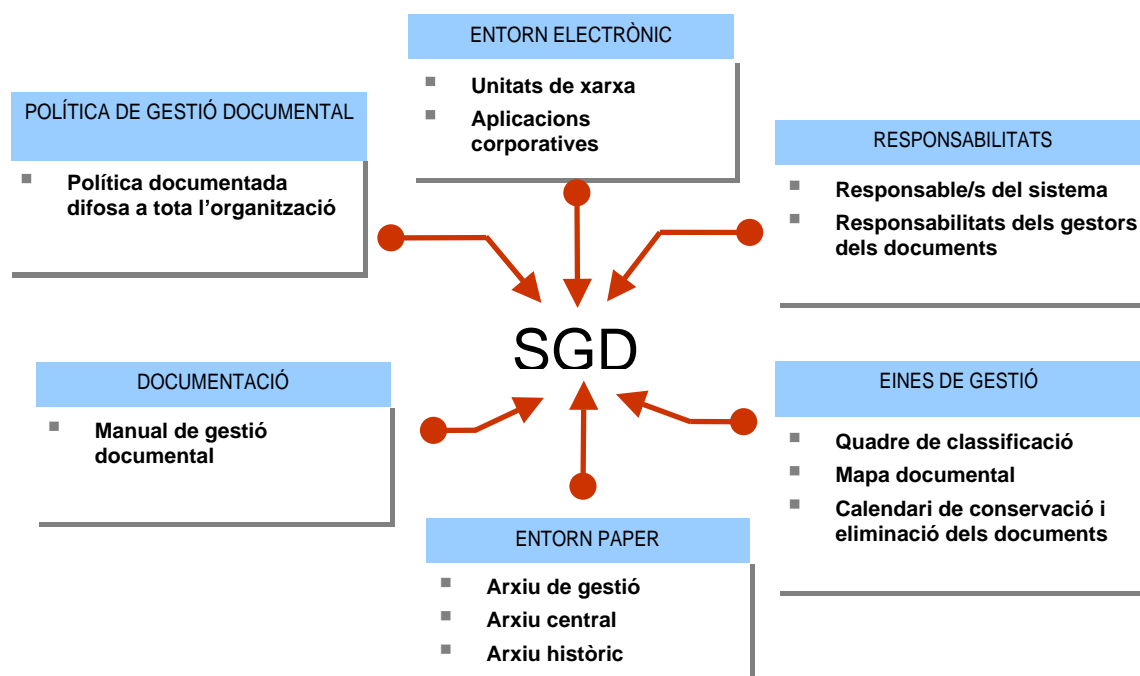 ENTORN ELECTRÒNIC
Unitats de xarxa
Aplicacions
corporatives
POLÍTICA DE GESTIÓ DOCUMENTAL
Política documentada
difosa a tota l’organització
RESPONSABILITATS
Responsable/s del sistema
Responsabilitats dels gestors
dels documents
SGD
DOCUMENTACIÓ
Manual de gestió
documental
EINES DE GESTIÓ
Quadre de classificació
Mapa documental
Calendari de conservació i
eliminació dels documents
ENTORN PAPER
Arxiu de gestió
Arxiu central
Arxiu històric